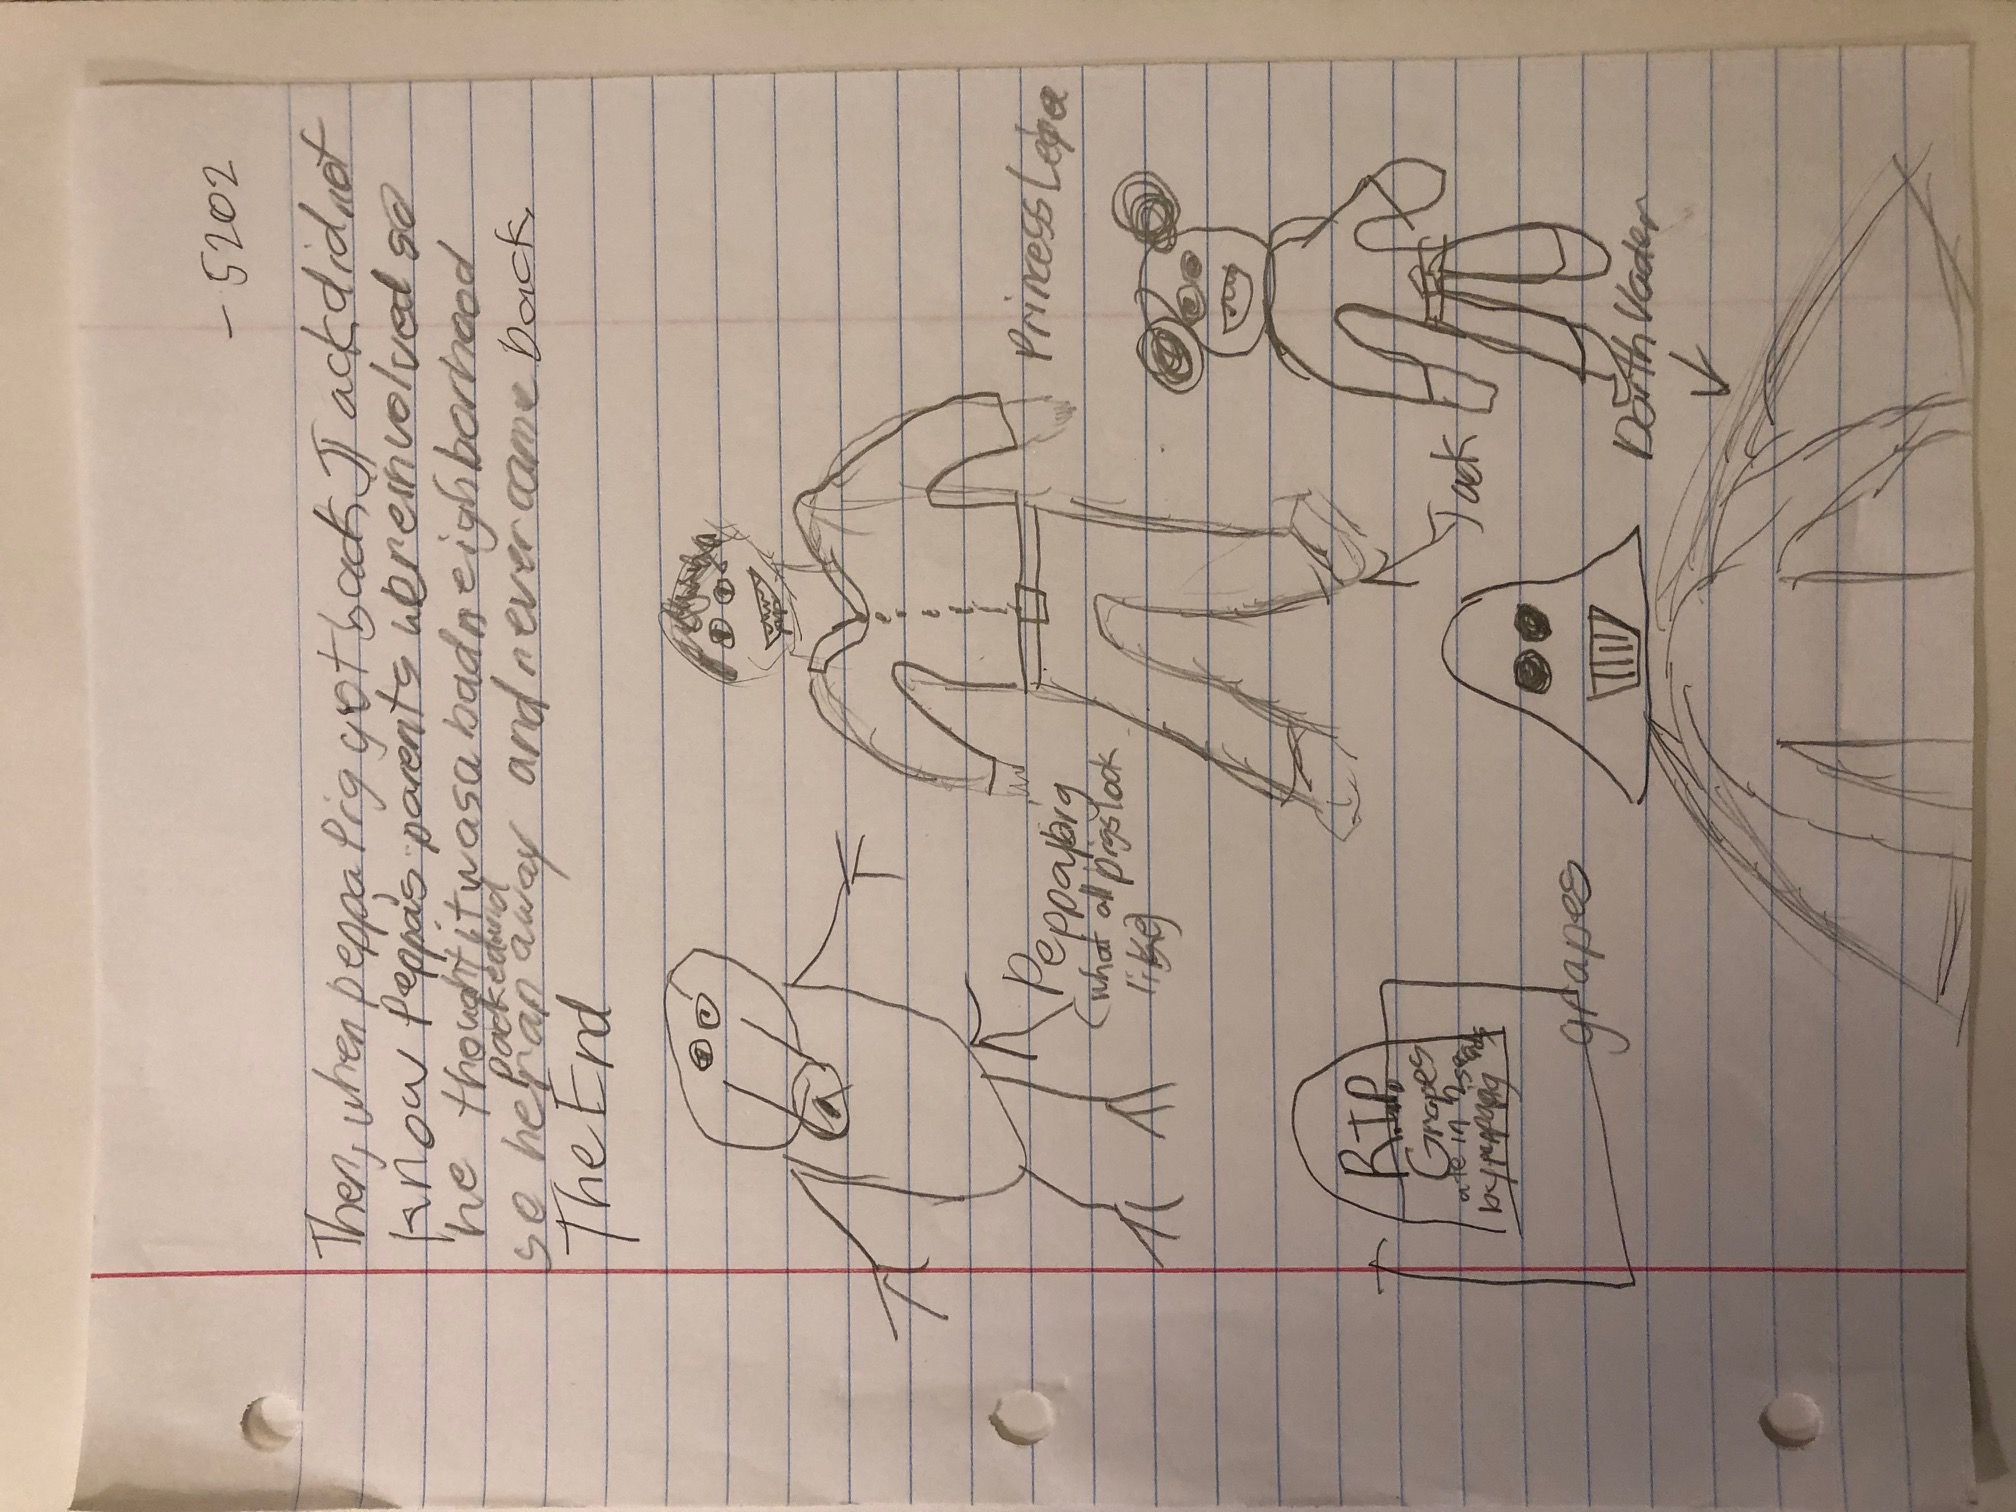 - 5202
Then, when peppa Pig got back, Jack did not
know Peppa's parents were involved so
he thought it was a bad neighborhood
packed and
so he ran away and never came back.
The End
Peppa pig
(what all pigs look
like)
Princess Leia
R.I.P.
Grapes
ate in 2 seconds
by peppa pig
grapes
Jack
Darth Vader